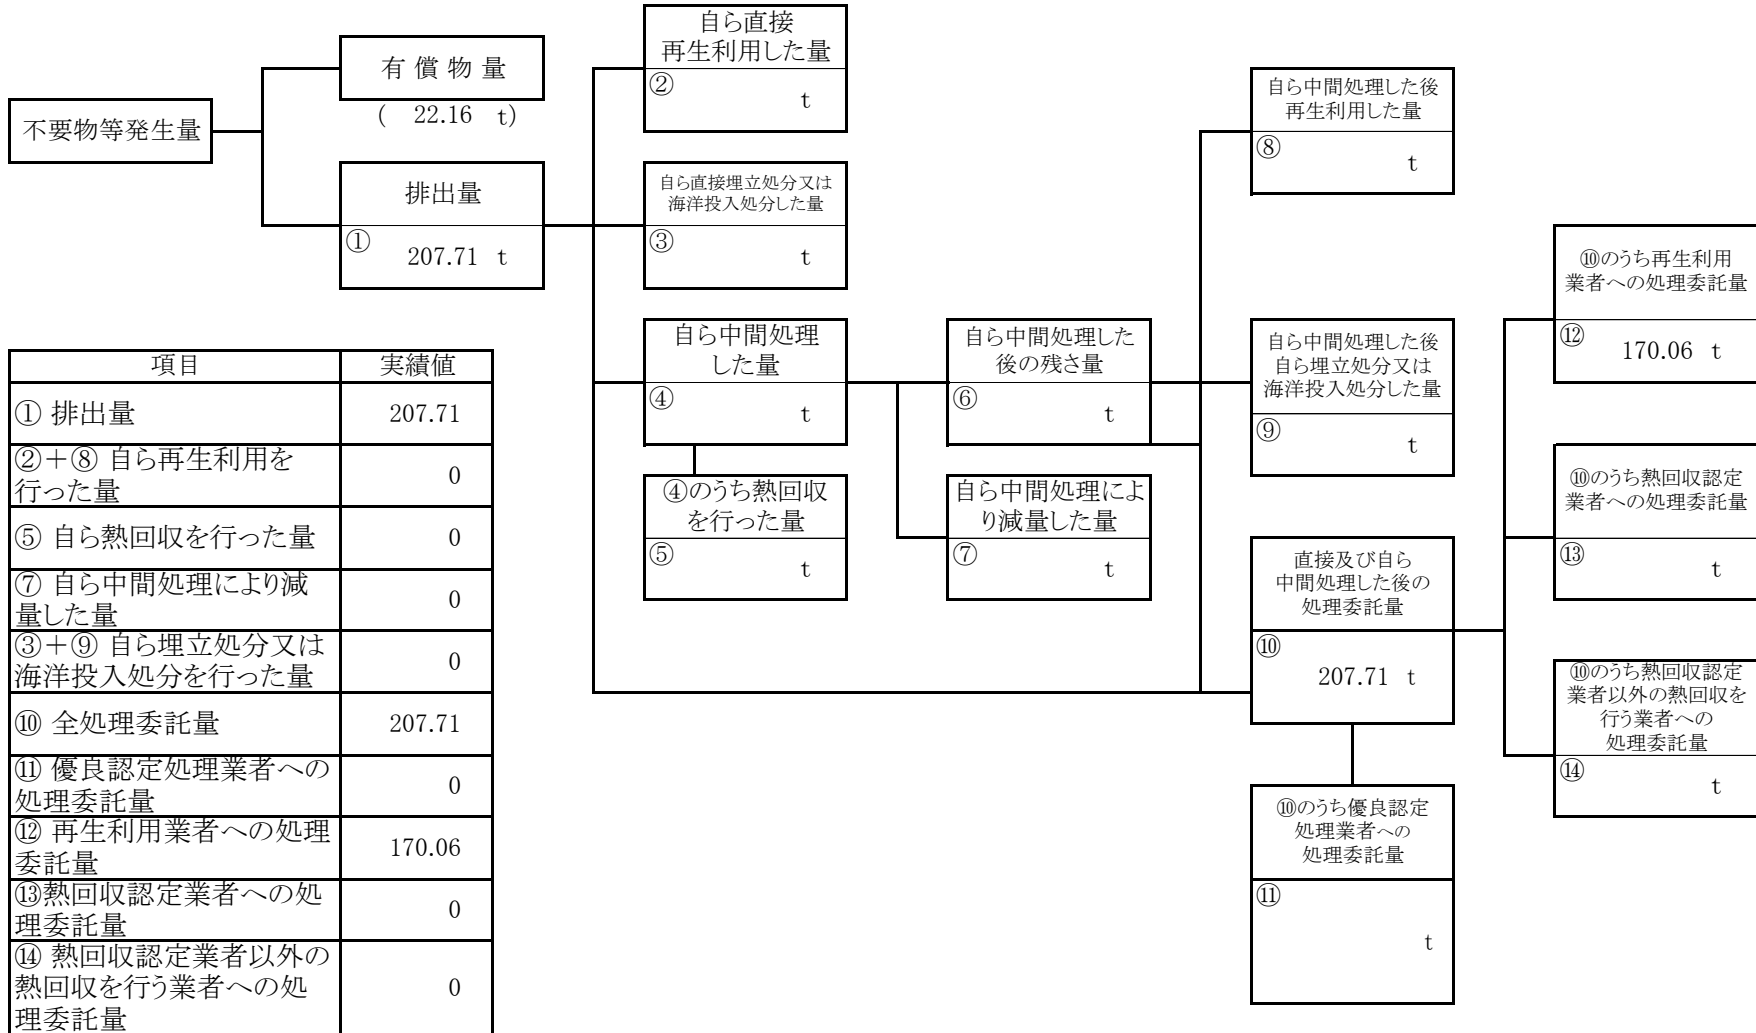 不要物等発生量
有償物量
( 22.16 t)
排出量
① 207.71 t
自ら直接
再生利用した量
② t
自ら直接埋立処分又は
海洋投入処分した量
③ t
自ら中間処理
した量
④ t
④のうち熱回収
を行った量
⑤ t
自ら中間処理した
後の残さ量
⑥ t
自ら中間処理によ
り減量した量
⑦ t
自ら中間処理した後
再生利用した量
⑧ t
自ら中間処理した後
自ら埋立処分又は
海洋投入処分した量
⑨ t
直接及び自ら
中間処理した後の
処理委託量
⑩
207.71 t
⑩のうち優良認定
処理業者への
処理委託量
⑪
t
⑩のうち再生利用
業者への処理委託量
⑫ 170.06 t
⑩のうち熱回収認定
業者への処理委託量
⑬ t
⑩のうち熱回収認定
業者以外の熱回収を
行う業者への
処理委託量
⑭ t
項目 実績値
① 排出量 207.71
②＋⑧ 自ら再生利用を
行った量 0
⑤ 自ら熱回収を行った量 0
⑦ 自ら中間処理により減
量した量 0
③＋⑨ 自ら埋立処分又は
海洋投入処分を行った量 0
⑩ 全処理委託量 207.71
⑪ 優良認定処理業者への
処理委託量 0
⑫ 再生利用業者への処理
委託量 170.06
⑬熱回収認定業者への処
理委託量 0
⑭ 熱回収認定業者以外の
熱回収を行う業者への処
理委託量 0